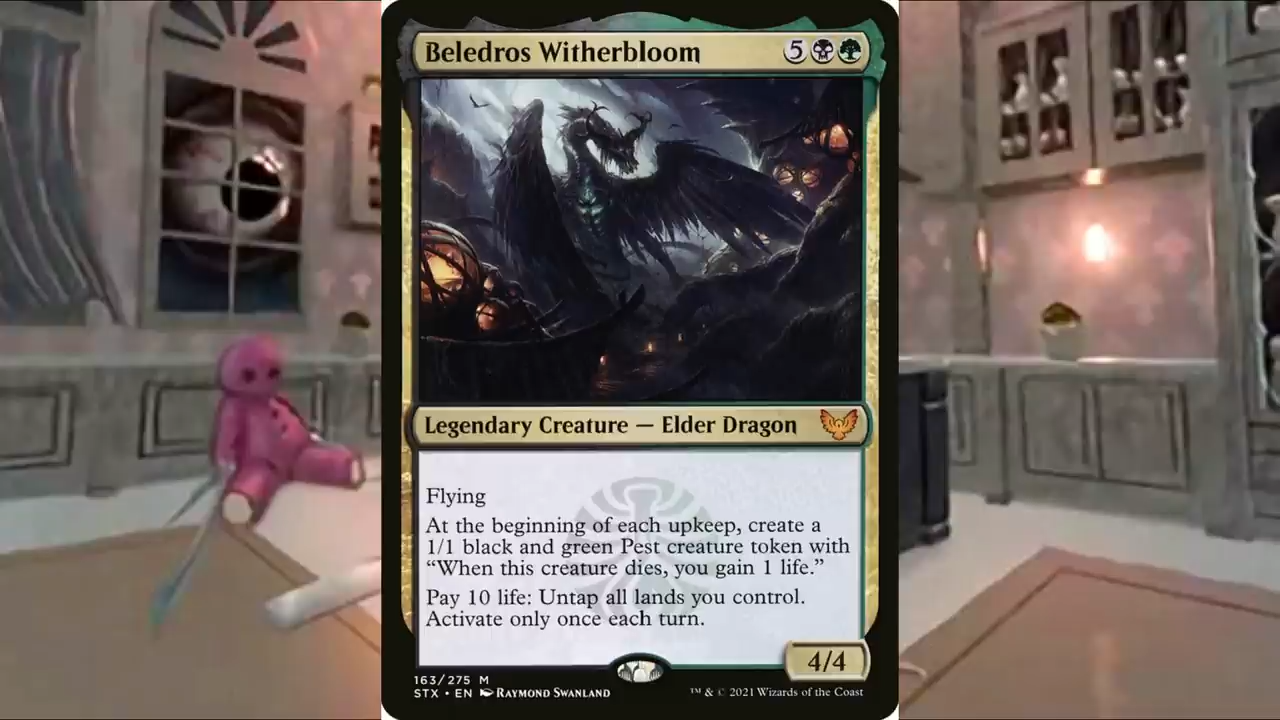 Beledros Witherbloom 5
Legendary Creature — Elder Dragon
Flying
At the beginning of each upkeep, create a
1/1 black and green Pest creature token with
“When this creature dies, you gain 1 life.”
Pay 10 life: Untap all lands you control.
Activate only once each turn.
4/4
163/275 M
STX • EN Raymond Swanland
™ & © 2021 Wizards of the Coast